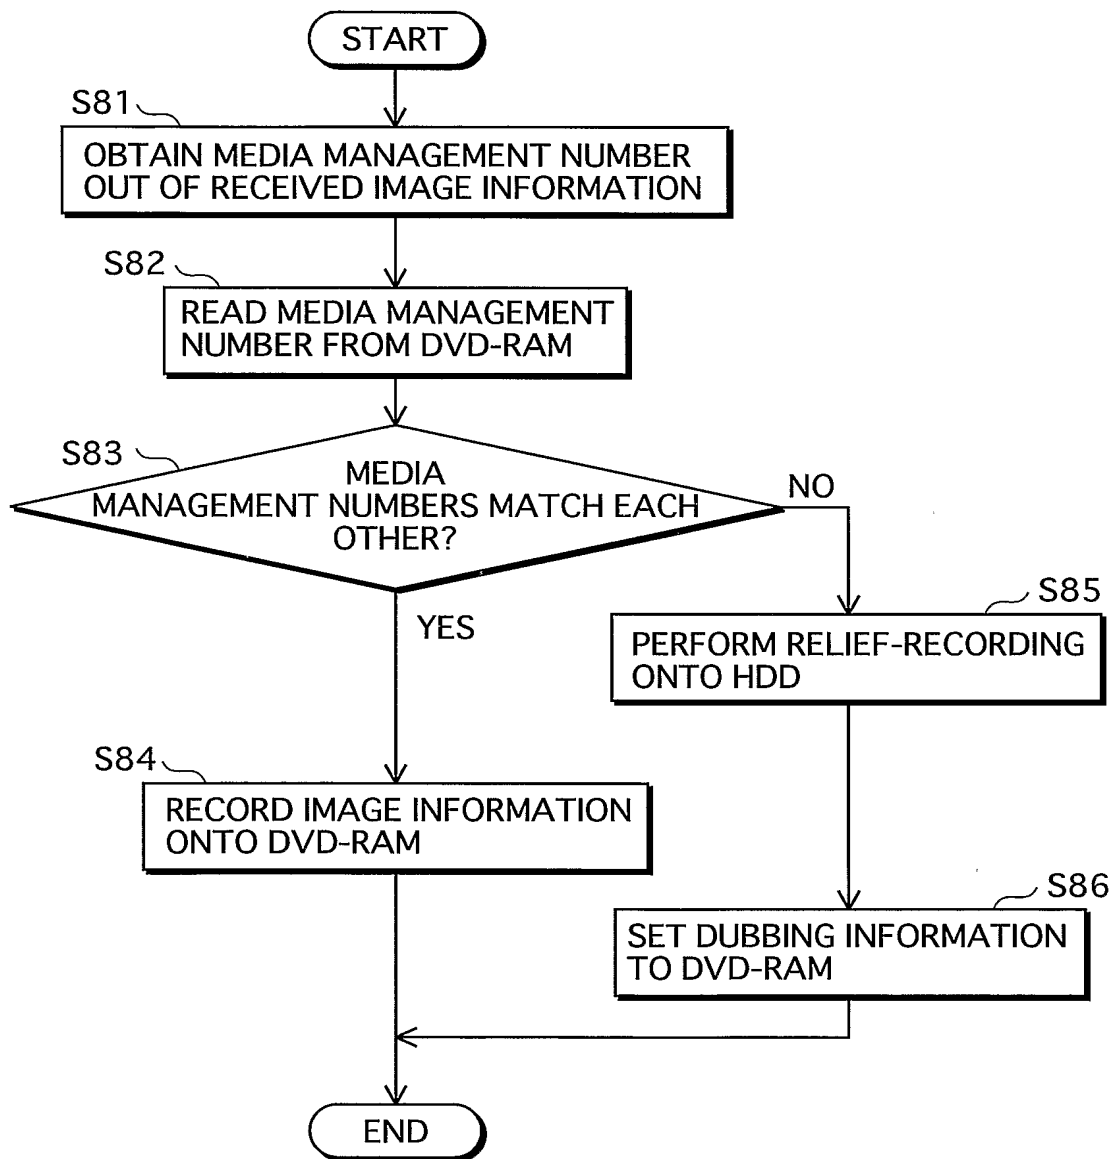 START
S81
OBTAIN MEDIA MANAGEMENT NUMBER
OUT OF RECEIVED IMAGE INFORMATION
S82
READ MEDIA MANAGEMENT
NUMBER FROM DVD-RAM
S83
MEDIA
MANAGEMENT NUMBERS MATCH EACH
OTHER?
NO
YES
S85
PERFORM RELIEF-RECORDING
ONTO HDD
S84
RECORD IMAGE INFORMATION
ONTO DVD-RAM
S86
SET DUBBING INFORMATION
TO DVD-RAM
END